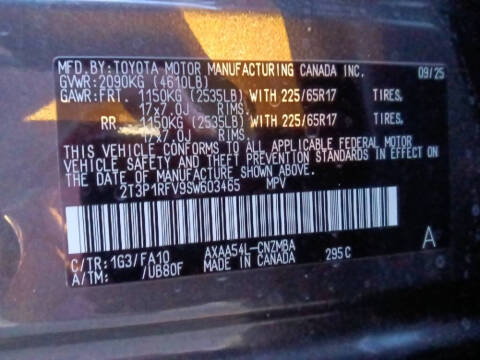 MFD.BY:TOYOTA MOTOR MANUFACTURING CANADA INC. 09/25
GVWR:2090KG (4610LB)
GAWR:FRT. 1150KG (2535LB) WITH 225/65R17 TIRES.
17X7.0J RIMS.
RR. 1150KG (2535LB) WITH 225/65R17 TIRES.
17X7.0J RIMS.
THIS VEHICLE CONFORMS TO ALL APPLICABLE FEDERAL MOTOR
VEHICLE SAFETY AND THEFT PREVENTION STANDARDS IN EFFECT
ON THE DATE OF MANUFACTURE SHOWN ABOVE.
2T3P1RFV9SW603465 MPV
C/TR:1G3/FA10 AXAA54L-CNZMBA 295C A
A/TM: /UB80F MADE IN CANADA